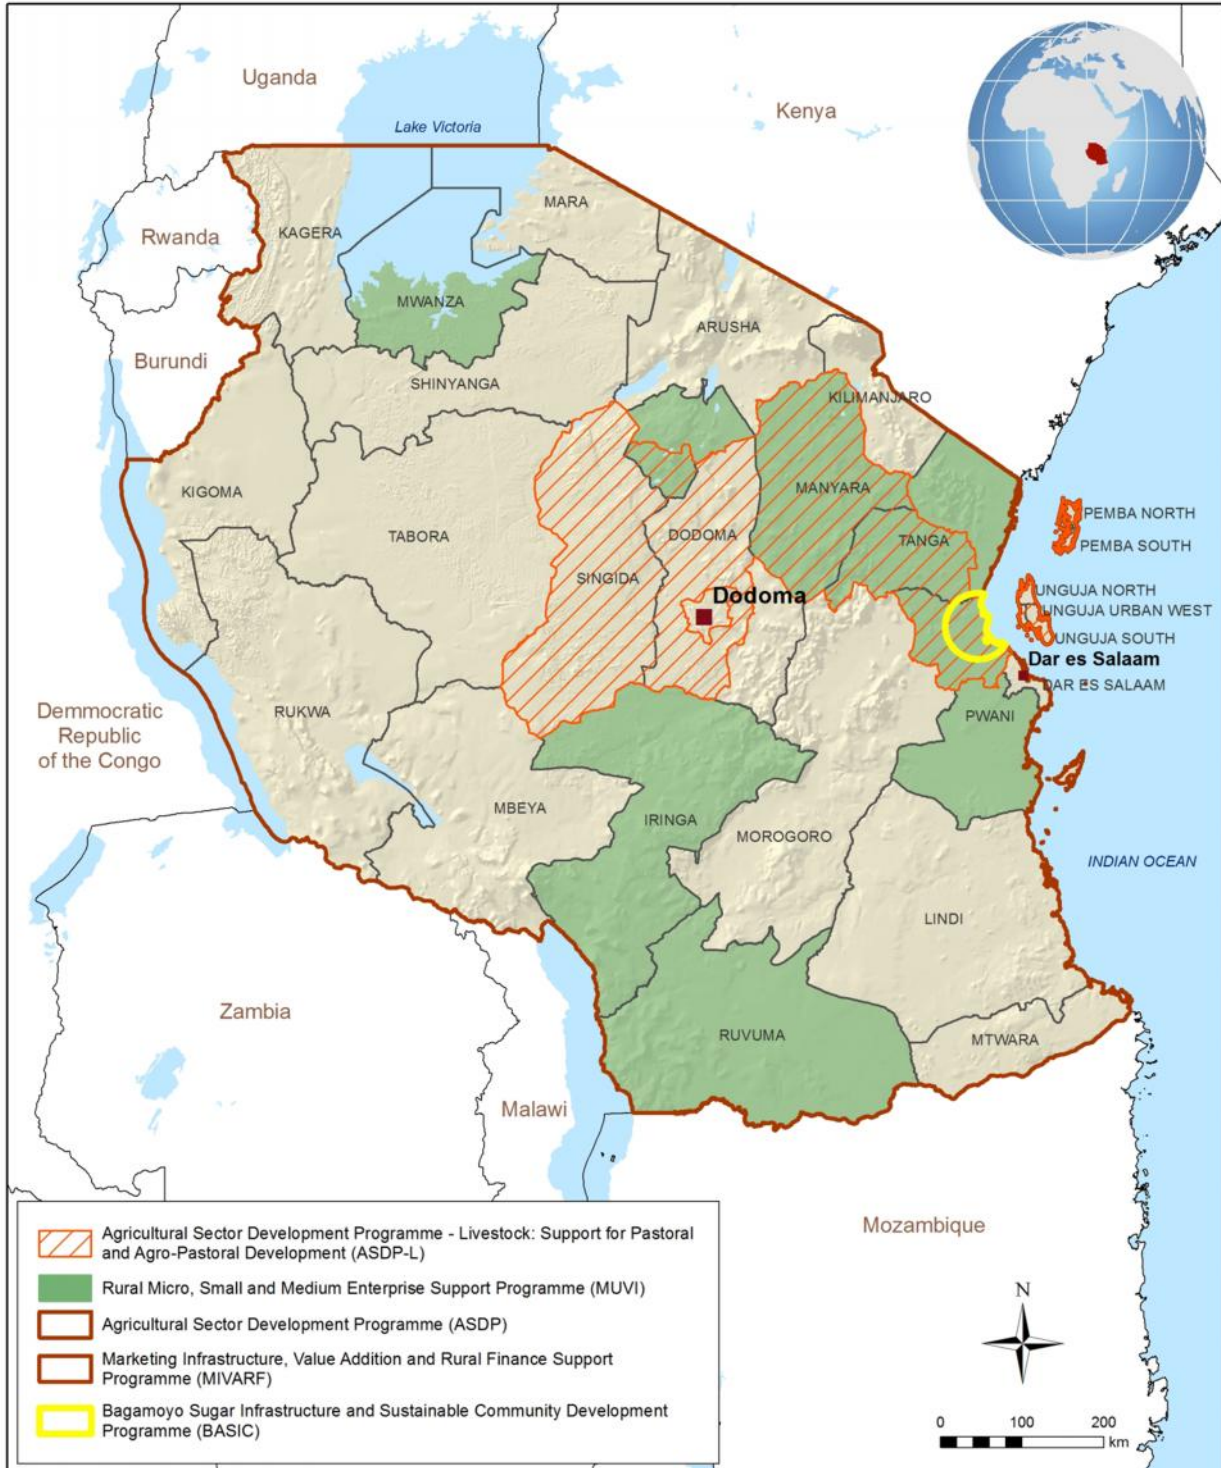 Uganda
Kenya
Lake Victoria
MARA
Rwanda
KAGERA
MWANZA
ARUSHA
Burundi
SHINYANGA
KILIMANJARO
KIGOMA
MANYARA
TABORA
DODOMA
TANGA
PEMBA NORTH
PEMBA SOUTH
SINGIDA
Dodoma
UNGUJA NORTH
UNGUJA URBAN WEST
UNGUJA SOUTH
Dar es Salaam
DAR ES SALAAM
RUKWA
PWANI
Demmocratic
Republic
of the Congo
MBEYA
IRINGA
MOROGORO
INDIAN OCEAN
LINDI
Zambia
RUVUMA
MTWARA
Malawi
Mozambique
Agricultural Sector Development Programme - Livestock: Support for Pastoral
and Agro-Pastoral Development (ASDP-L)
Rural Micro, Small and Medium Enterprise Support Programme (MUVI)
Agricultural Sector Development Programme (ASDP)
Marketing Infrastructure, Value Addition and Rural Finance Support
Programme (MIVARF)
Bagamoyo Sugar Infrastructure and Sustainable Community Development
Programme (BASIC)
N
0 100 200
km